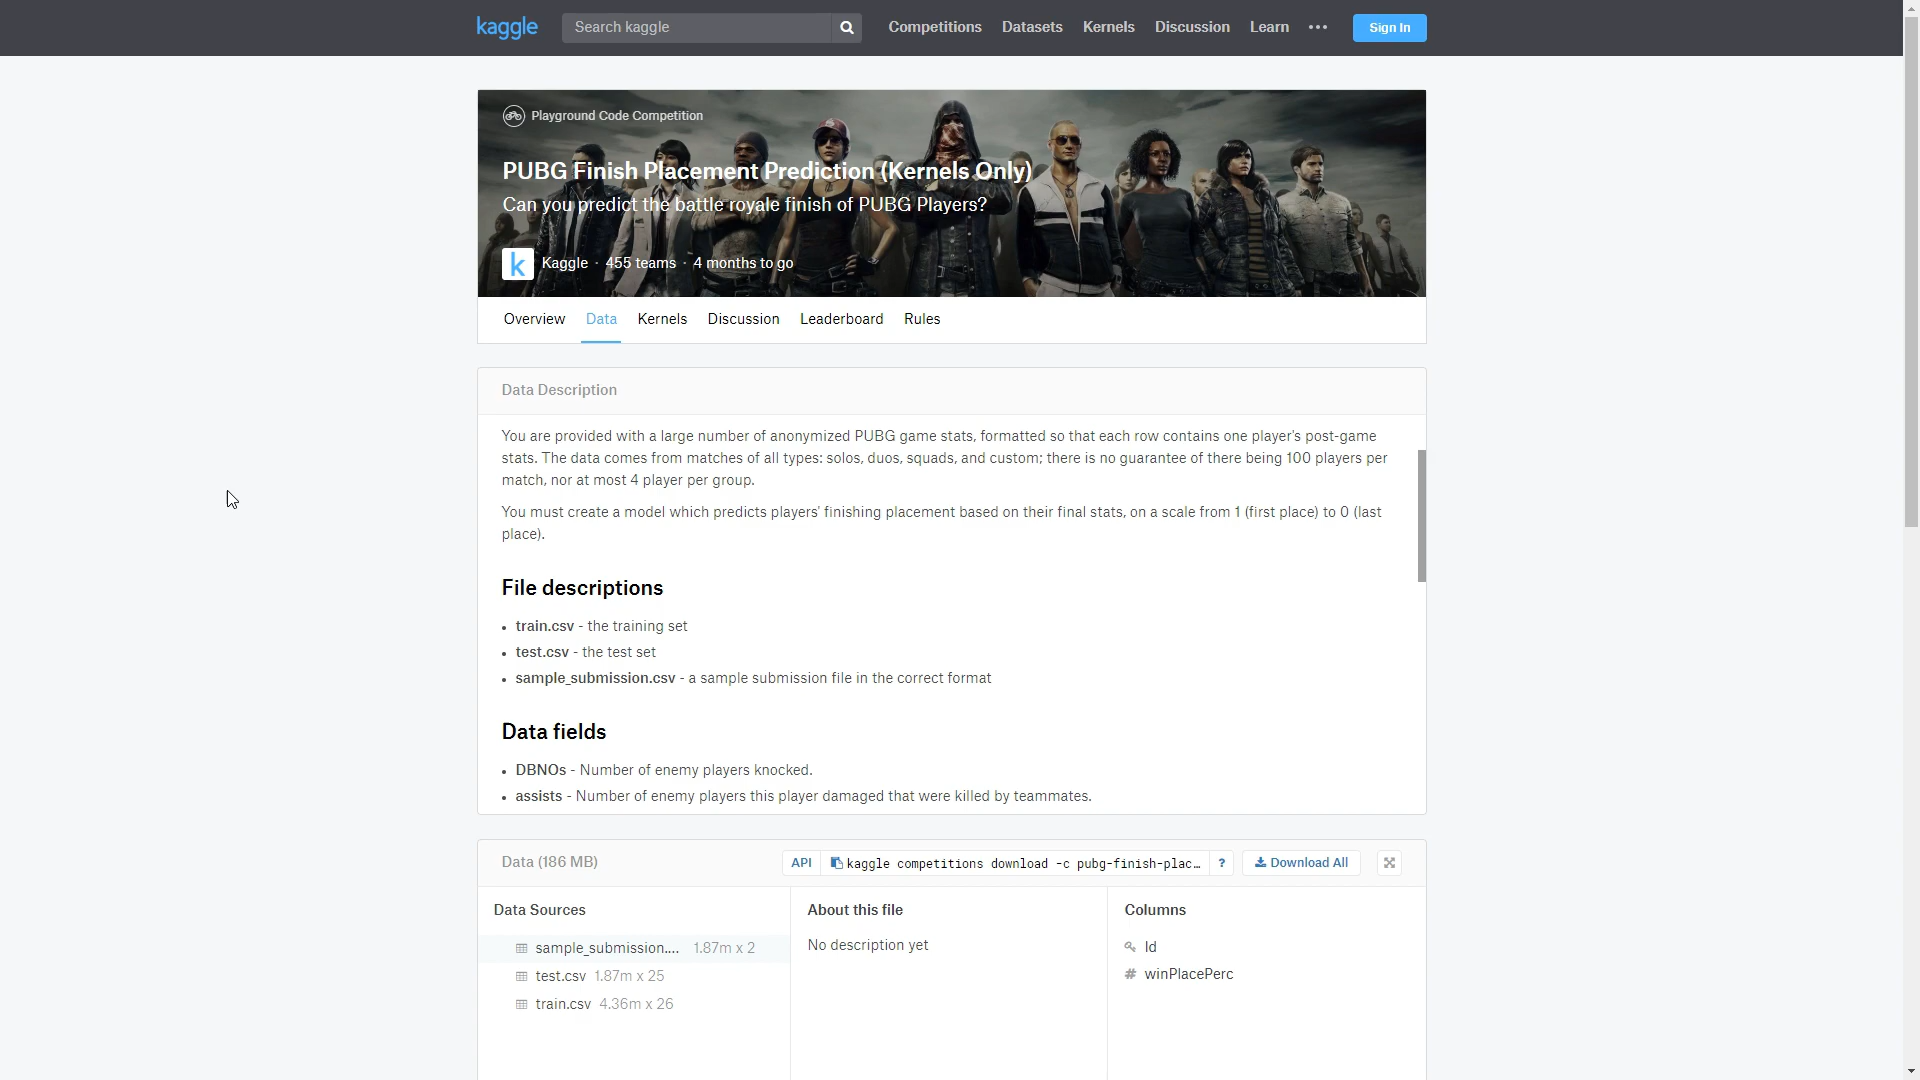 kaggle
Search kaggle
Competitions Datasets Kernels Discussion Learn
Sign In
Playground Code Competition
PUBG Finish Placement Prediction (Kernels Only)
Can you predict the battle royale finish of PUBG Players?
k Kaggle · 455 teams · 4 months to go
Overview Data Kernels Discussion Leaderboard Rules
Data Description
You are provided with a large number of anonymized PUBG game stats, formatted so that each row contains one player's post-game
stats. The data comes from matches of all types: solos, duos, squads, and custom; there is no guarantee of there being 100 players per
match, nor at most 4 player per group.
You must create a model which predicts players' finishing placement based on their final stats, on a scale from 1 (first place) to 0 (last
place).
File descriptions
• train.csv - the training set
• test.csv - the test set
• sample_submission.csv - a sample submission file in the correct format
Data fields
• DBNOs - Number of enemy players knocked.
• assists - Number of enemy players this player damaged that were killed by teammates.
Data (186 MB)
API kaggle competitions download -c pubg-finish-plac… ? Download All
Data Sources
sample_submission.... 1.87m x 2
test.csv 1.87m x 25
train.csv 4.36m x 26
About this file
No description yet
Columns
Id
# winPlacePerc